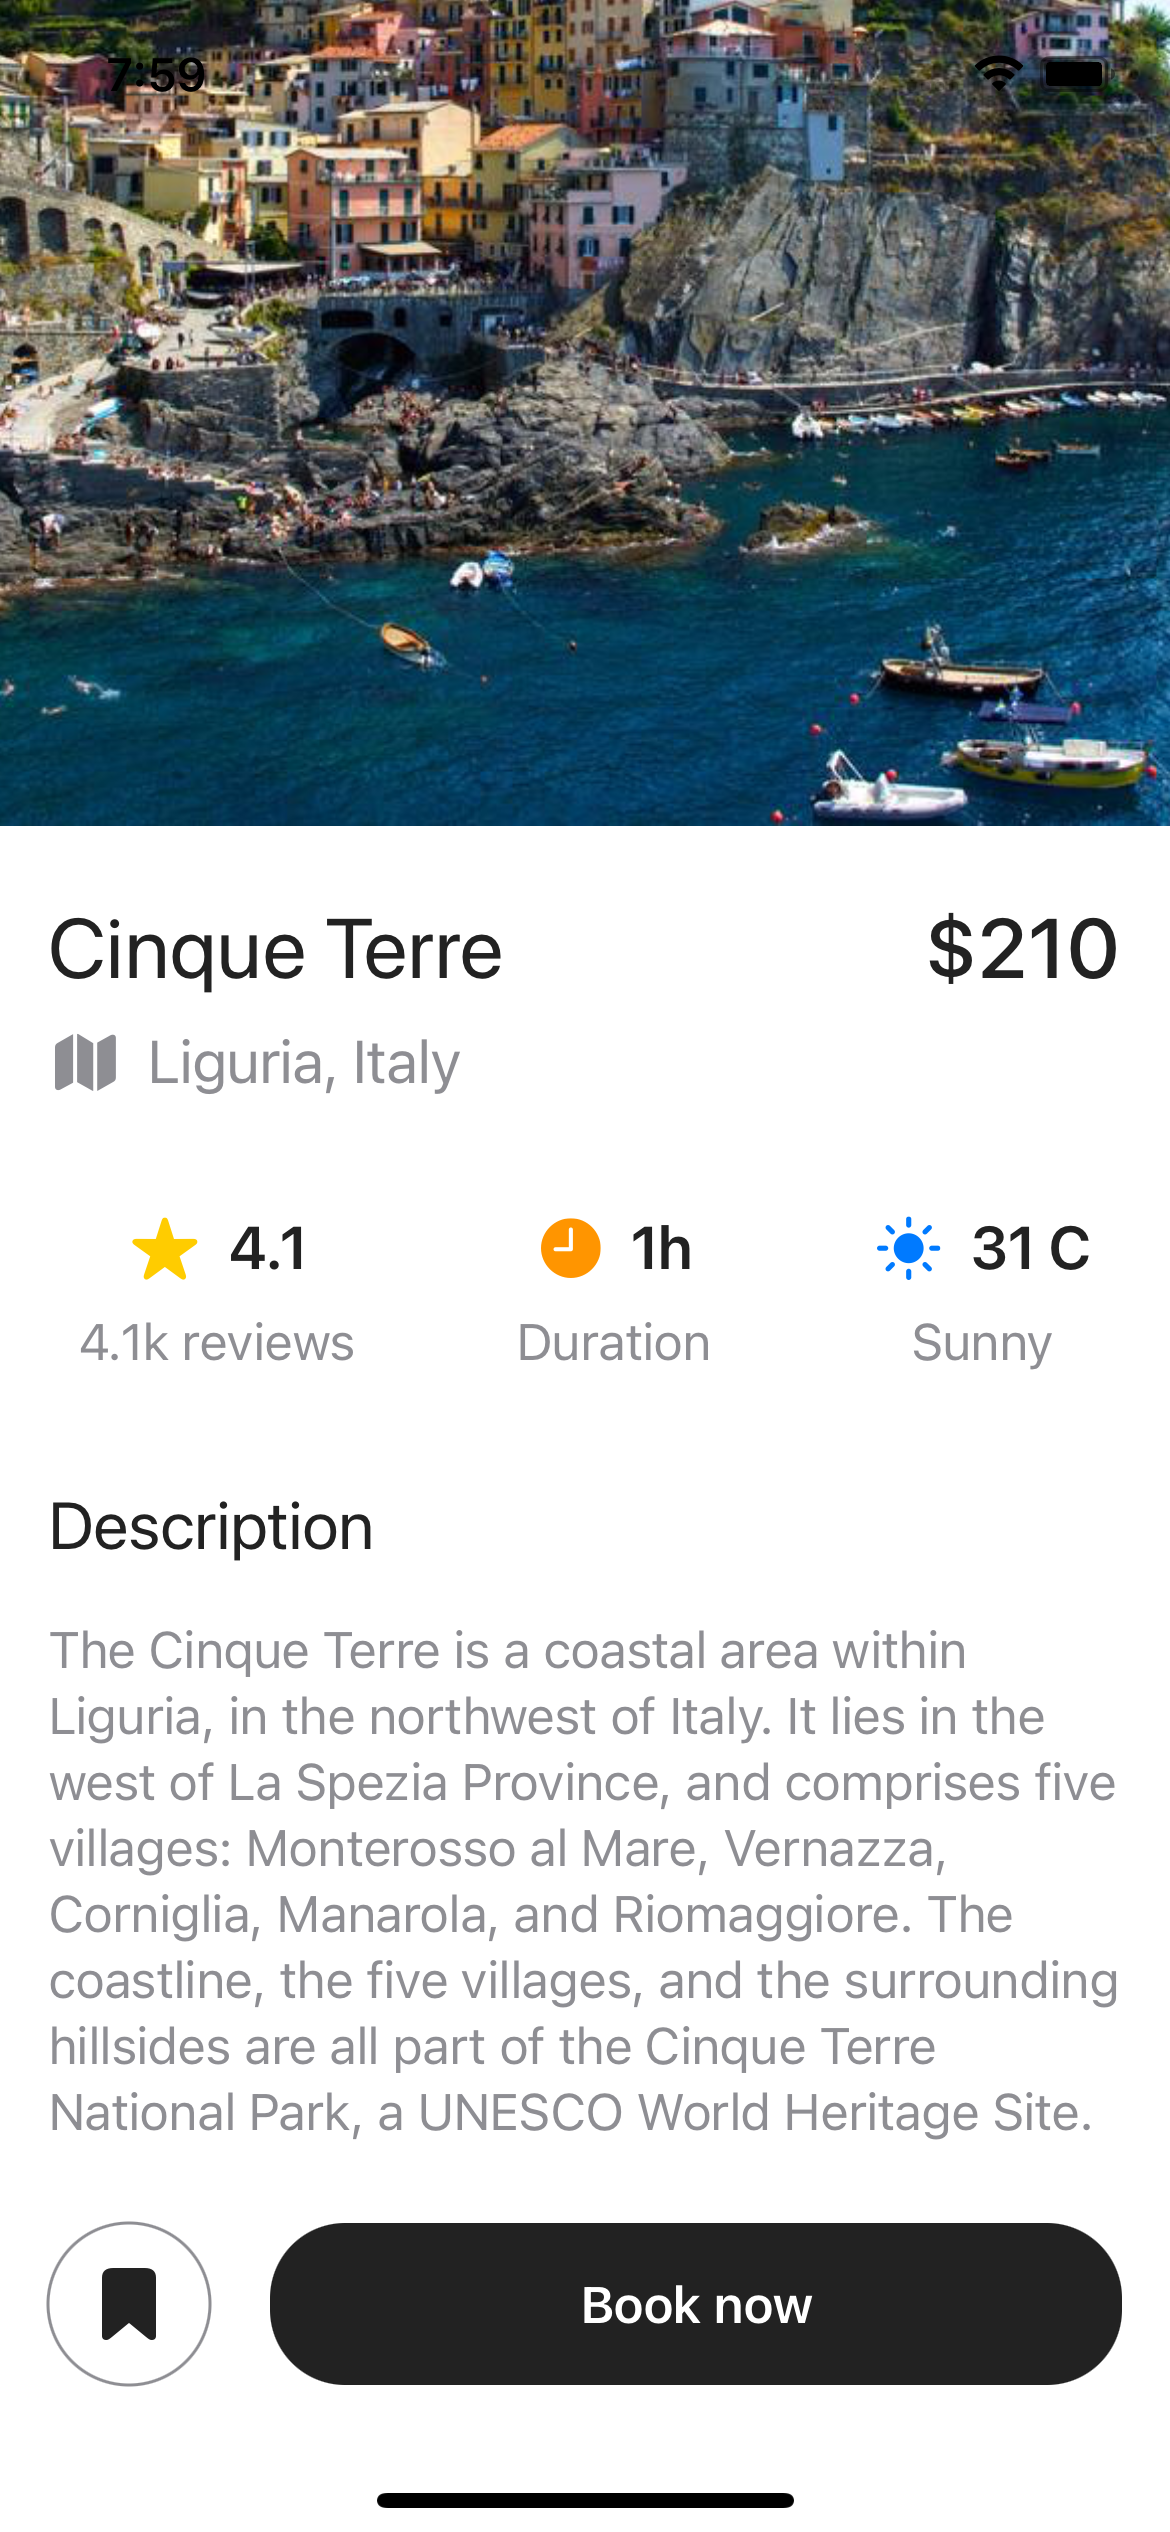 7:59
Cinque Terre
$210
Liguria, Italy
4.1
1h
31 C
4.1k reviews
Duration
Sunny
Description
The Cinque Terre is a coastal area within
Liguria, in the northwest of Italy. It lies in the
west of La Spezia Province, and comprises five
villages: Monterosso al Mare, Vernazza,
Corniglia, Manarola, and Riomaggiore. The
coastline, the five villages, and the surrounding
hillsides are all part of the Cinque Terre
National Park, a UNESCO World Heritage Site.
Book now